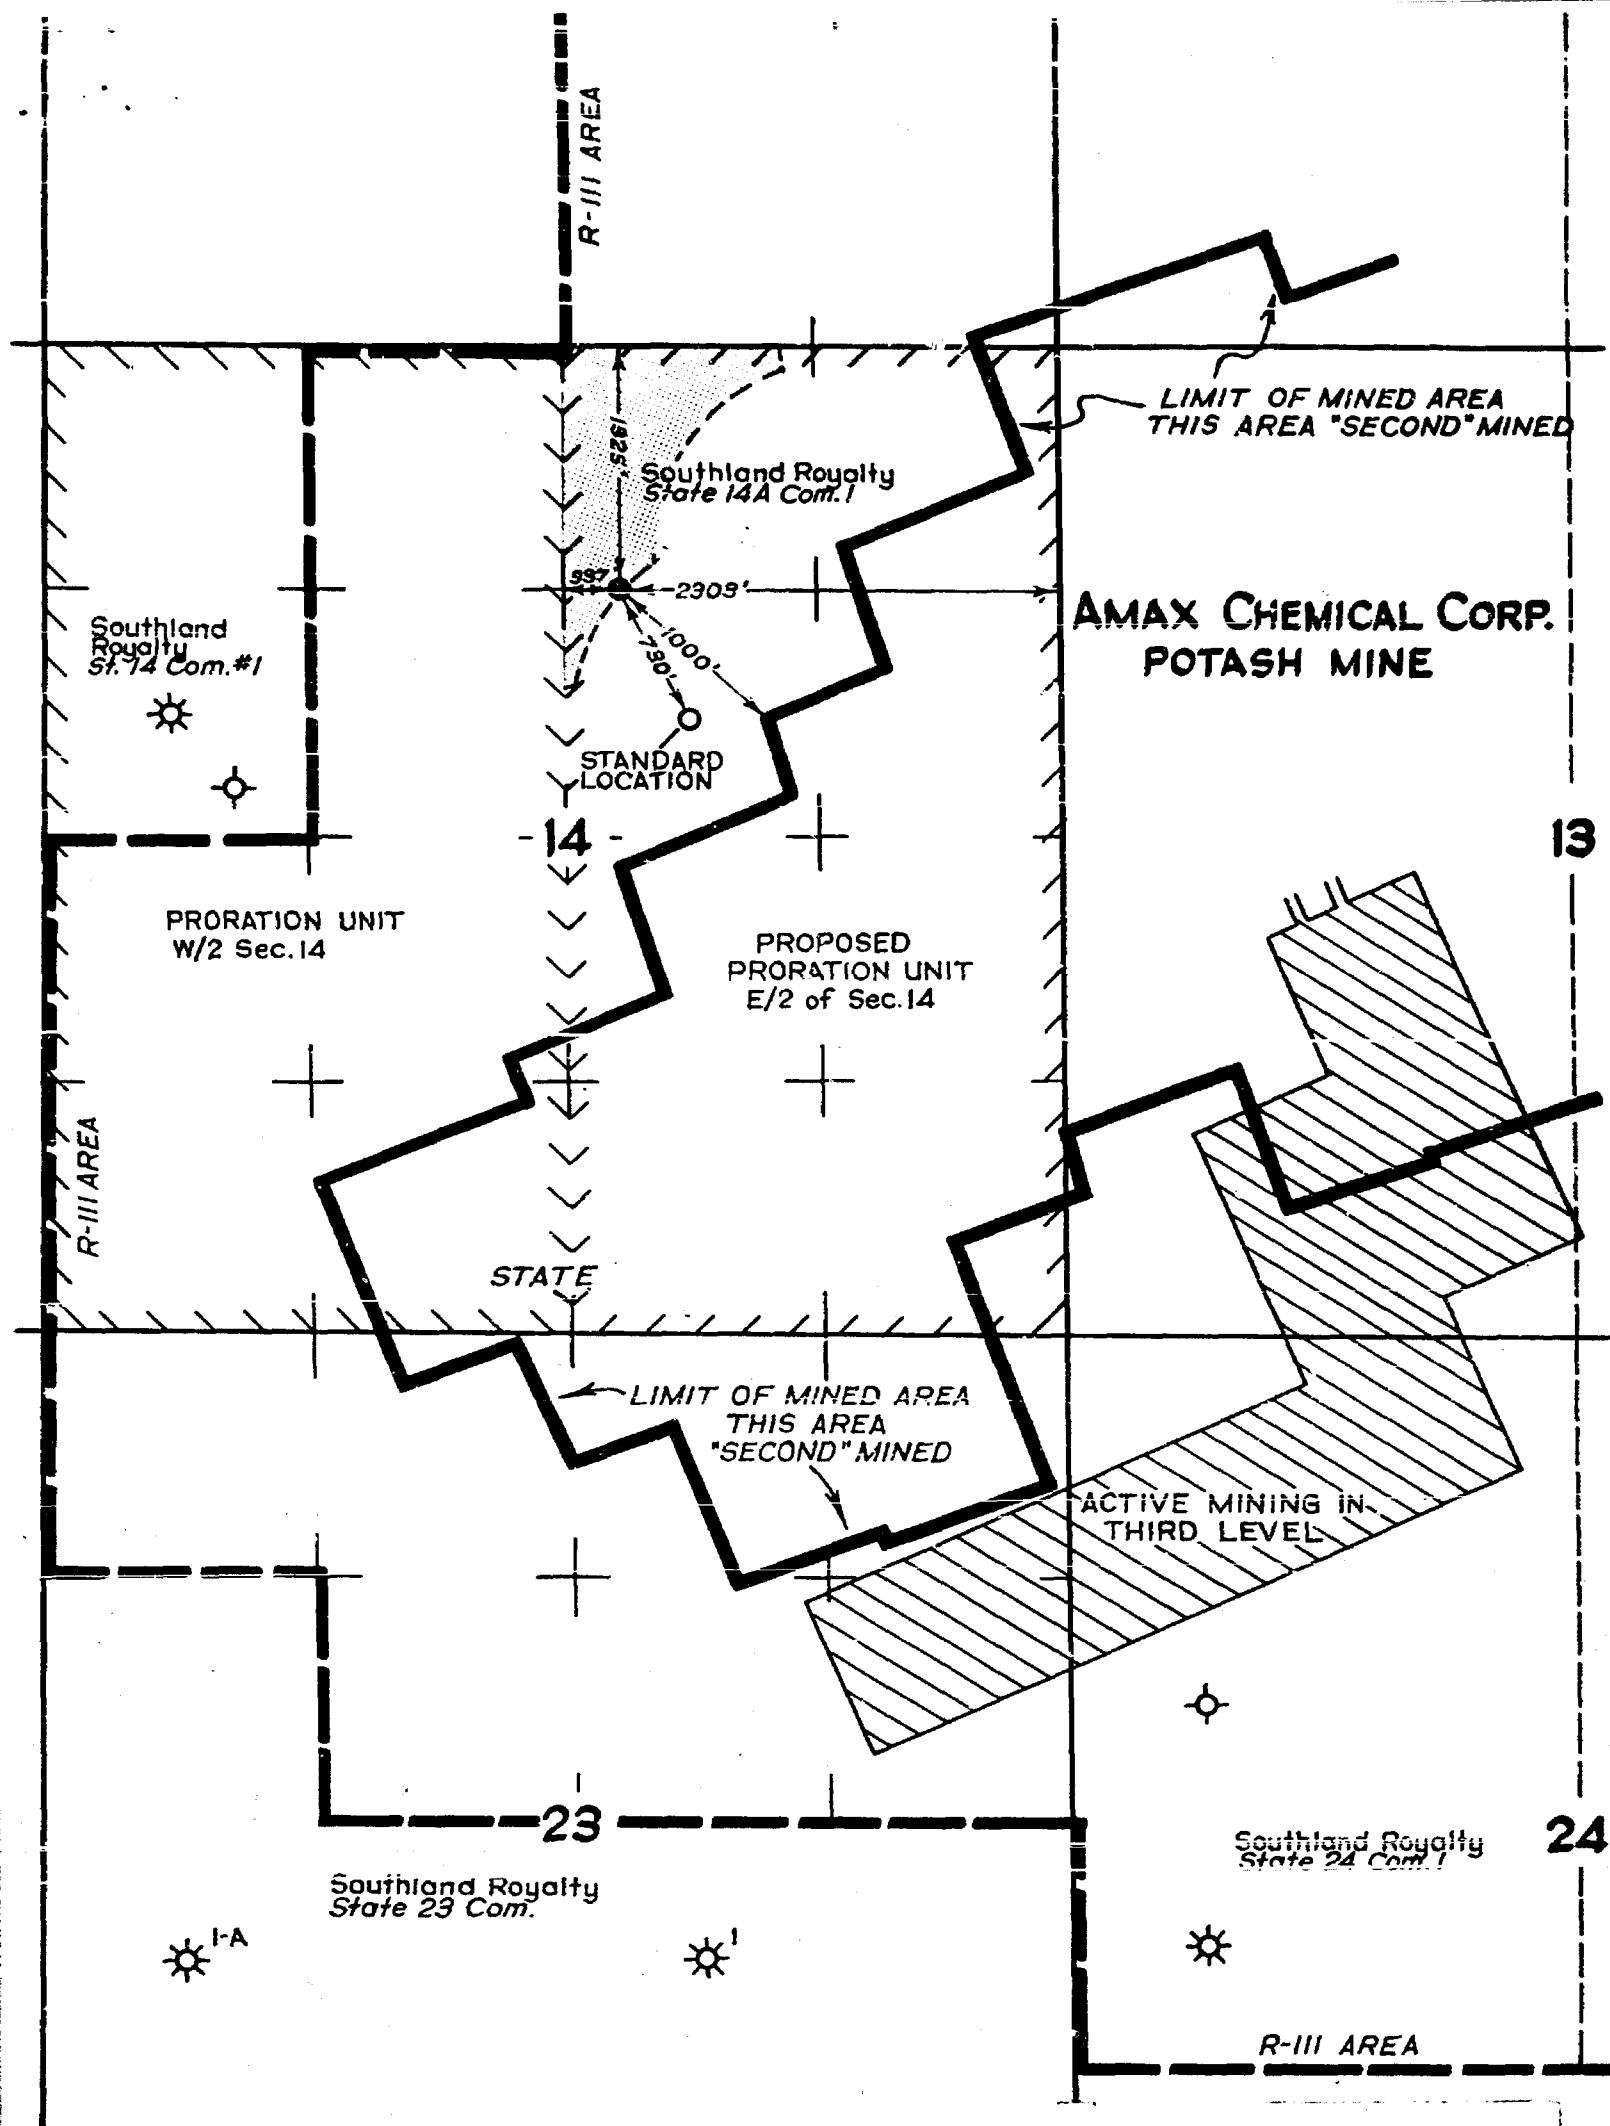 R-111 AREA
LIMIT OF MINED AREA
THIS AREA "SECOND" MINED
1925'
Southland Royalty
State 14A Com. 1
2309'
AMAX CHEMICAL CORP.
POTASH MINE
1000'
790'
Southland
Royalty
St. 14 Com. #1
STANDARD
LOCATION
14
13
PRORATION UNIT
W/2 Sec. 14
PROPOSED
PRORATION UNIT
E/2 of Sec. 14
R-111 AREA
STATE
LIMIT OF MINED AREA
THIS AREA
"SECOND" MINED
ACTIVE MINING IN
THIRD LEVEL
23
24
Southland Royalty
State 24 Com. 1
Southland Royalty
State 23 Com.
1-A
1
R-111 AREA